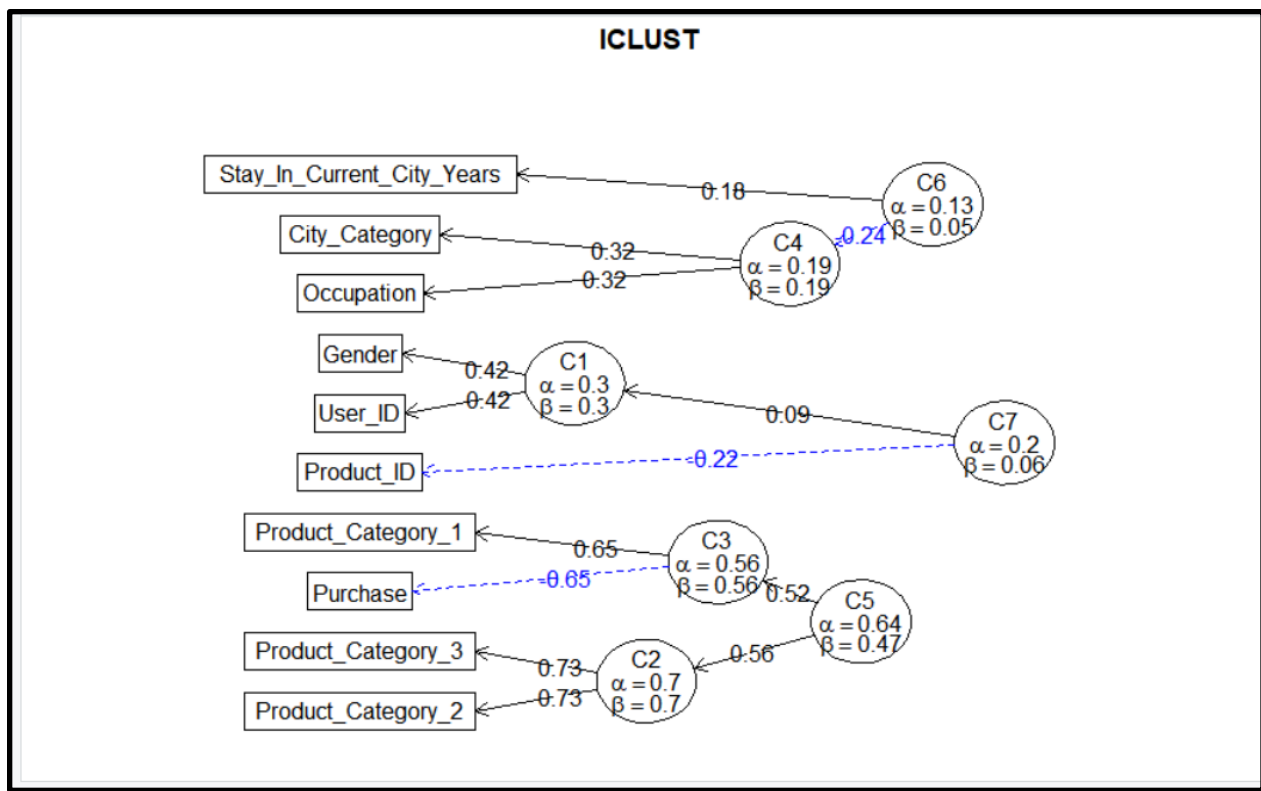 ICLUST
Stay_In_Current_City_Years
0.18
C6
α = 0.13
β = 0.05
City_Category
0.32
-0.24
C4
α = 0.19
β = 0.19
Occupation
0.32
Gender
0.42
C1
α = 0.3
β = 0.3
User_ID
0.42
0.09
C7
α = 0.2
β = 0.06
Product_ID
-0.22
Product_Category_1
0.65
C3
α = 0.56
β = 0.56
Purchase
-0.65
0.52
C5
α = 0.64
β = 0.47
Product_Category_3
0.73
0.56
C2
α = 0.7
β = 0.7
Product_Category_2
0.73